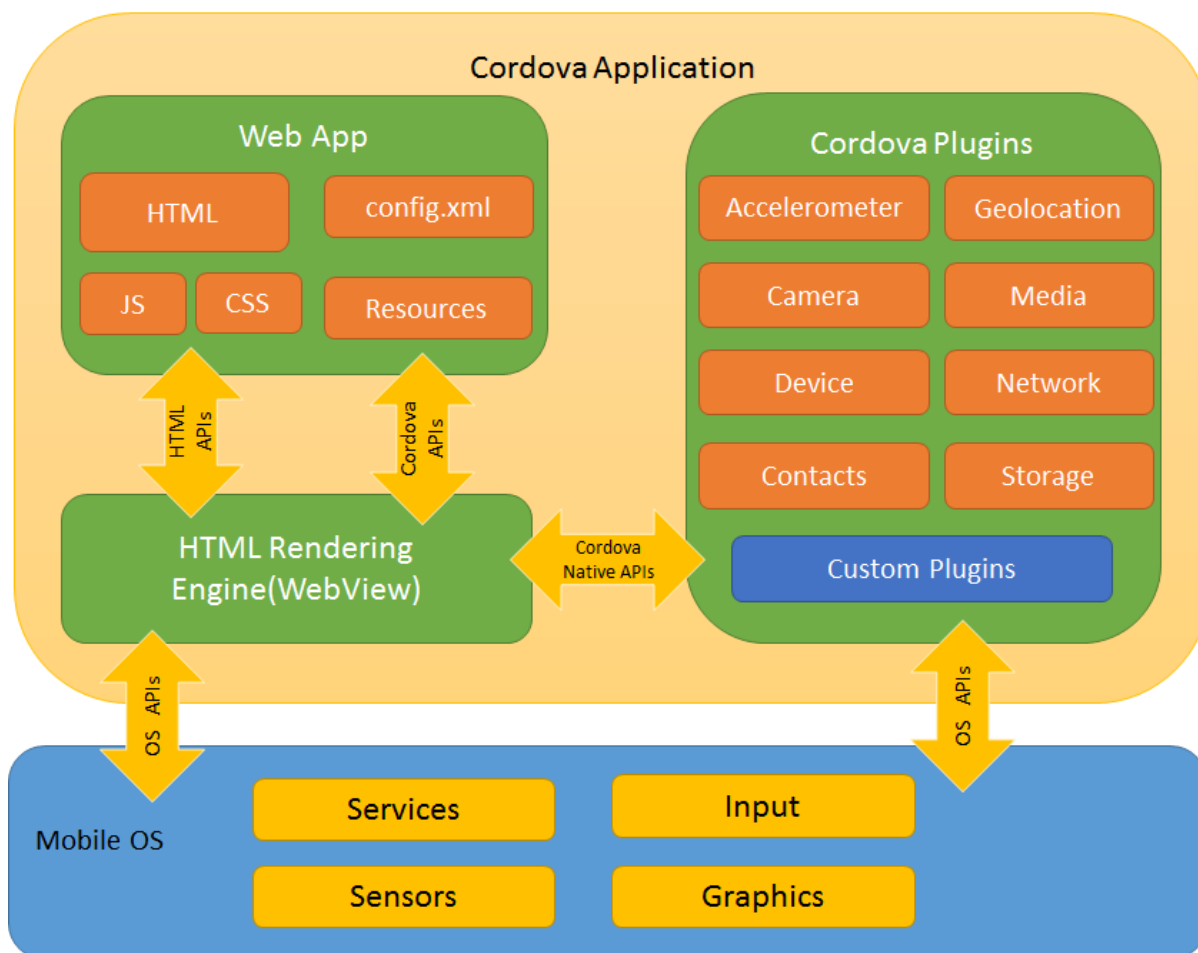 Cordova Application
Web App
HTML
config.xml
JS
CSS
Resources
HTML
APIs
Cordova
APIs
HTML Rendering
Engine(WebView)
Cordova
Native APIs
Cordova Plugins
Accelerometer
Geolocation
Camera
Media
Device
Network
Contacts
Storage
Custom Plugins
OS APIs
OS APIs
Mobile OS
Services
Input
Sensors
Graphics